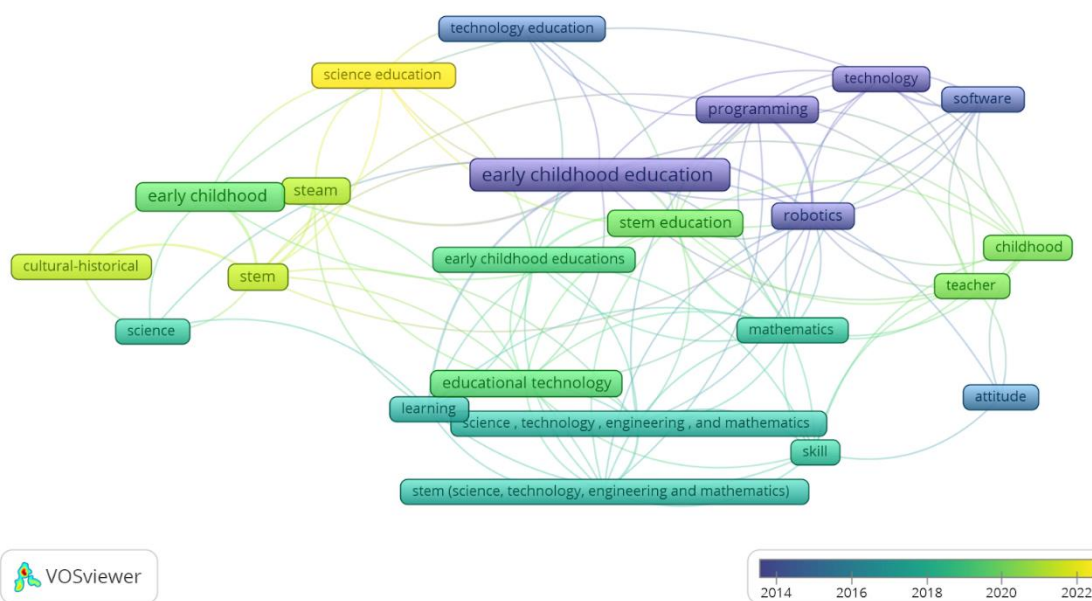 technology education
science education
technology
software
programming
early childhood education
early childhood
steam
robotics
stem education
childhood
early childhood educations
cultural-historical
stem
teacher
science
mathematics
educational technology
attitude
learning
science , technology , engineering , and mathematics
skill
stem (science, technology, engineering and mathematics)
VOSviewer
2014 2016 2018 2020 2022